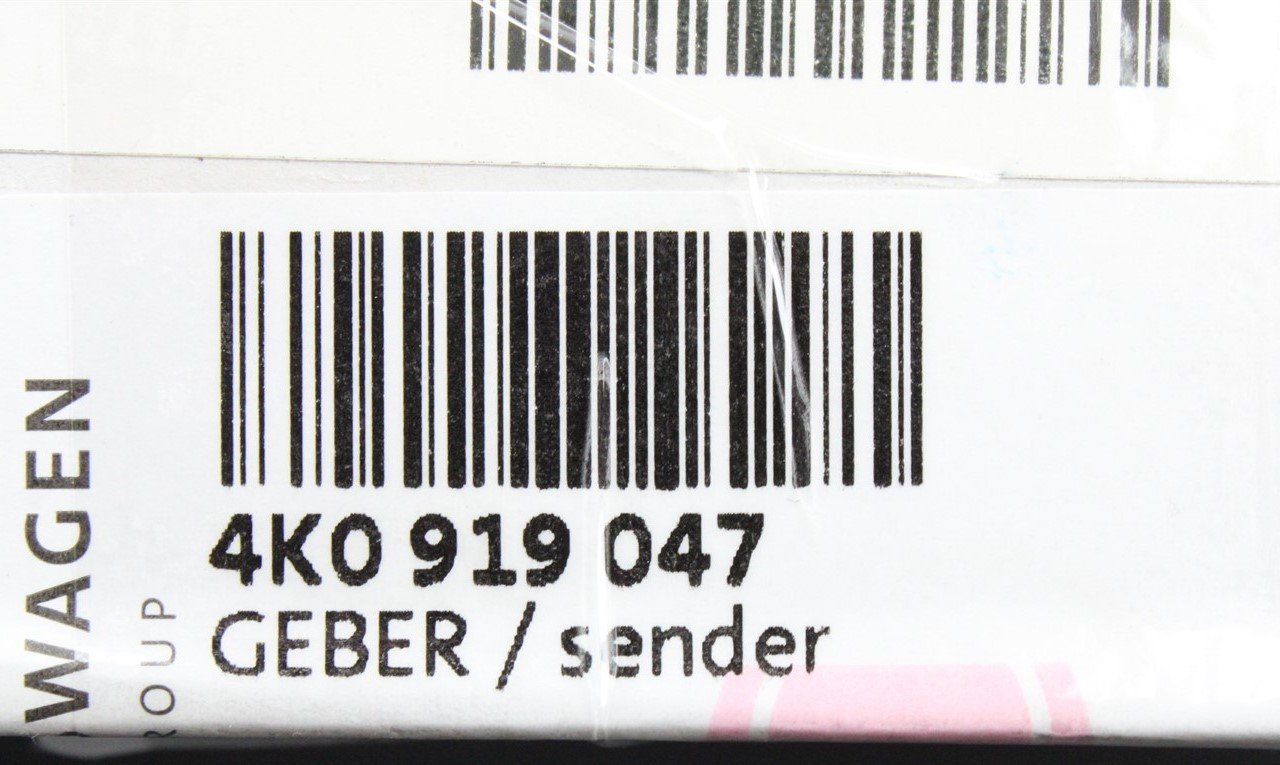 4K0 919 047
GEBER / sender
WAGEN
ROUP